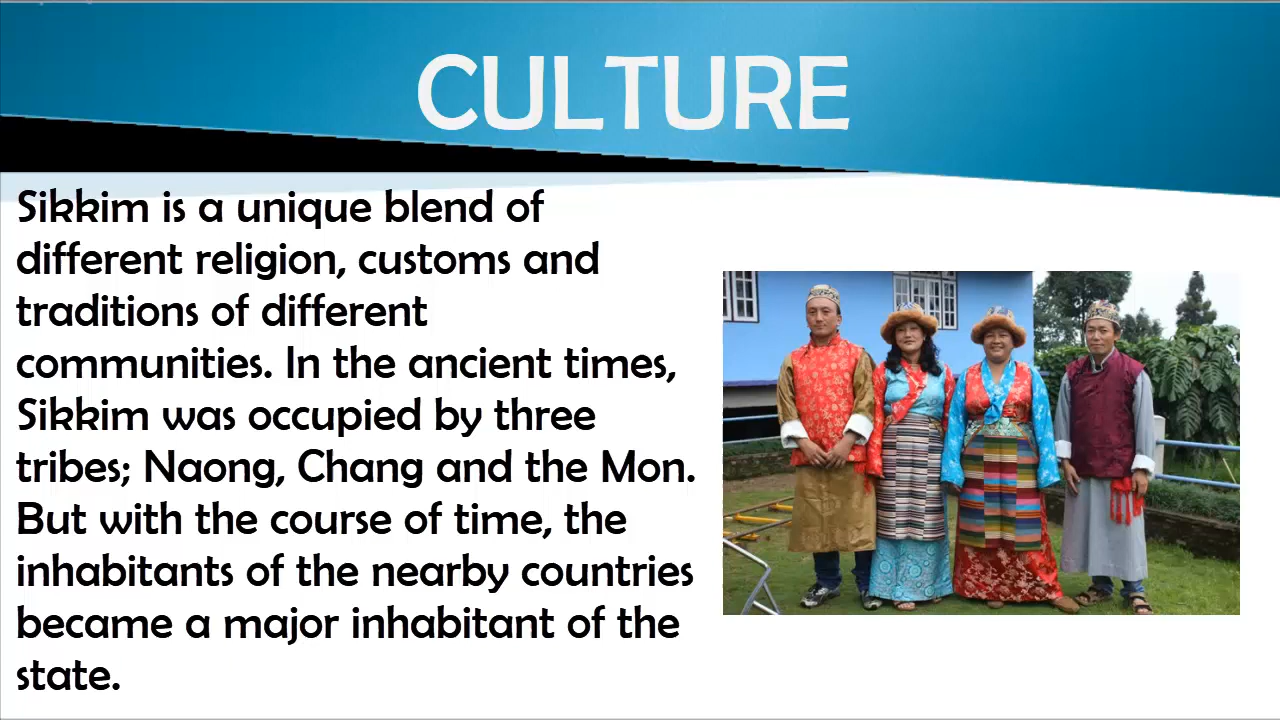 CULTURE
Sikkim is a unique blend of
different religion, customs and
traditions of different
communities. In the ancient times,
Sikkim was occupied by three
tribes; Naong, Chang and the Mon.
But with the course of time, the
inhabitants of the nearby countries
became a major inhabitant of the
state.